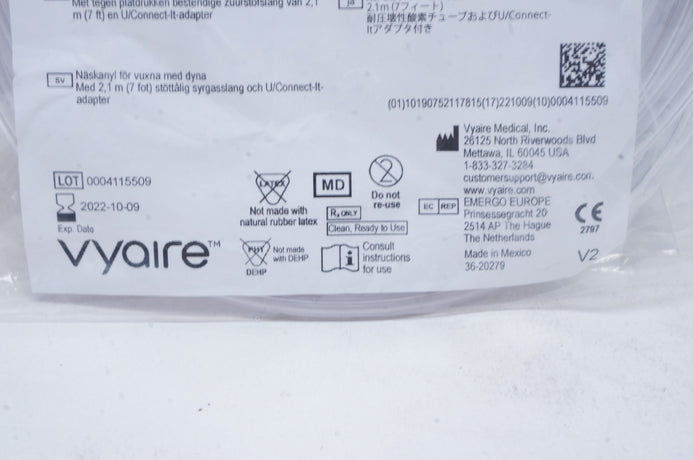 Met tegen platdrukken bestendige zuurstofslang van 2,1
m (7 ft) en U/Connect-It-adapter
ja
2.1m(7フィート)
耐圧壊性酸素チューブおよびU/Connect-
Itアダプタ付き
sv
Näskanyl för vuxna med dyna
Med 2,1 m (7 fot) stöttålig syrgasslang och U/Connect-It-
adapter
(01)10190752117815(17)221009(10)0004115509
LOT 0004115509
2022-10-09
Exp. Date
vyaire™
LATEX
Not made with
natural rubber latex
PHT
DEHP
Not made
with DEHP
MD
Rx ONLY
Clean, Ready to Use
Consult
instructions
for use
2
Do not
re-use
Vyaire Medical, Inc.
26125 North Riverwoods Blvd
Mettawa, IL 60045 USA
1-833-327-3284
customersupport@vyaire.com
www.vyaire.com
EC REP
EMERGO EUROPE
Prinsessegracht 20
2514 AP The Hague
The Netherlands
Made in Mexico
36-20279
CE
2797
V2